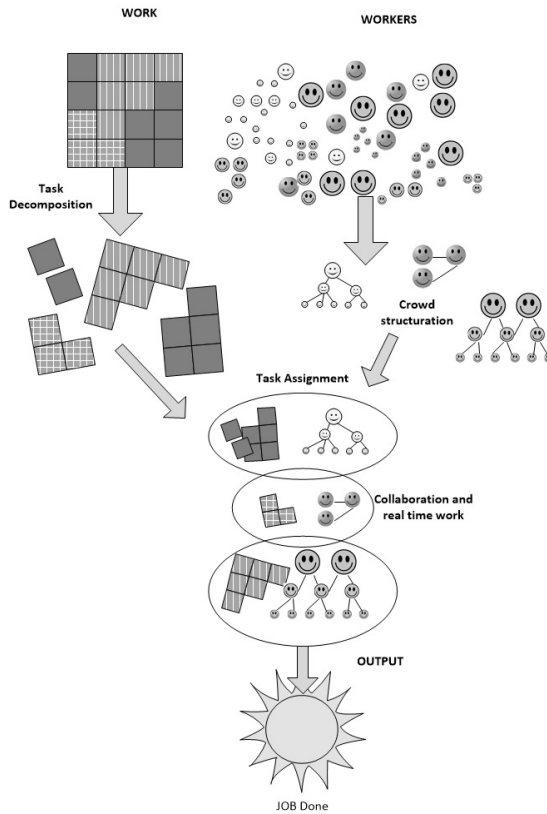 WORK
WORKERS
Task
Decomposition
Crowd
structuration
Task Assignment
Collaboration and
real time work
OUTPUT
JOB Done